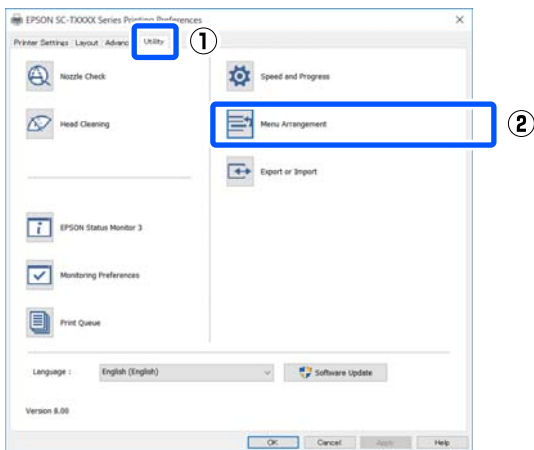 EPSON SC-TXXXX Series Printing Preferences
Printer Settings Layout Advanc Utility ①
Nozzle Check Speed and Progress
Head Cleaning Menu Arrangement ②
Export or Import
EPSON Status Monitor 3
Monitoring Preferences
Print Queue
Language : English (English) Software Update
Version 8.00
OK Cancel Apply Help